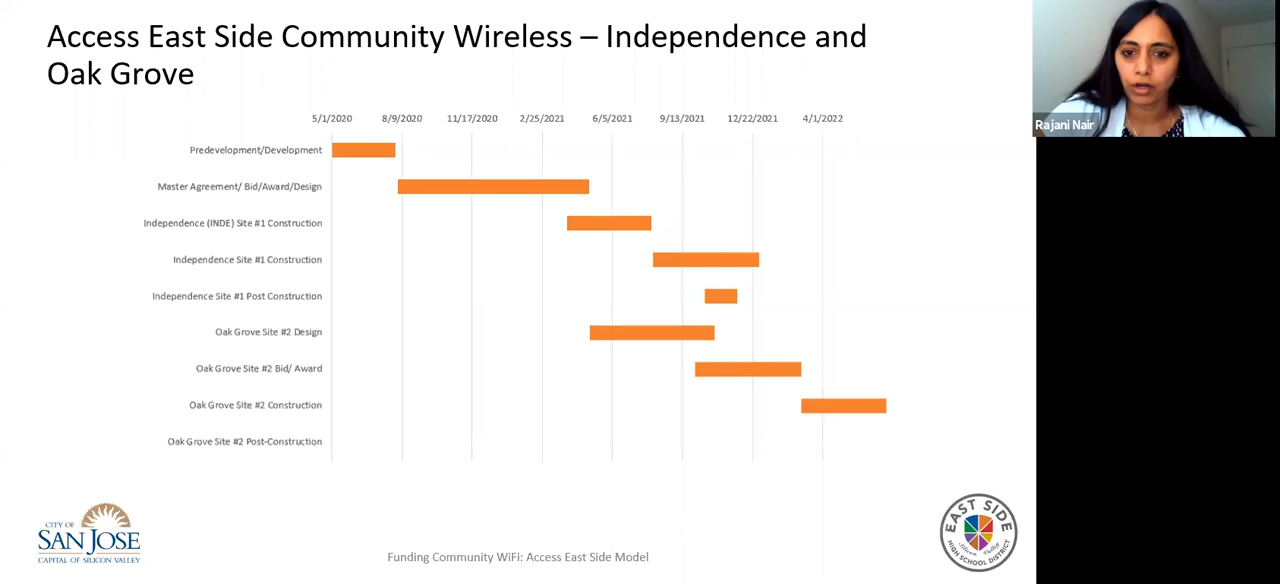 Access East Side Community Wireless – Independence and
Oak Grove
Rajani Nair
5/1/2020 8/9/2020 11/17/2020 2/25/2021 6/5/2021 9/13/2021 12/22/2021 4/1/2022
Predevelopment/Development
Master Agreement/ Bid/Award/Design
Independence (INDE) Site #1 Construction
Independence Site #1 Construction
Independence Site #1 Post Construction
Oak Grove Site #2 Design
Oak Grove Site #2 Bid/ Award
Oak Grove Site #2 Construction
Oak Grove Site #2 Post-Construction
CITY OF
SAN JOSE
CAPITAL OF SILICON VALLEY
Funding Community WiFi: Access East Side Model
EAST SIDE
Silicon Valley
HIGH SCHOOL DISTRICT